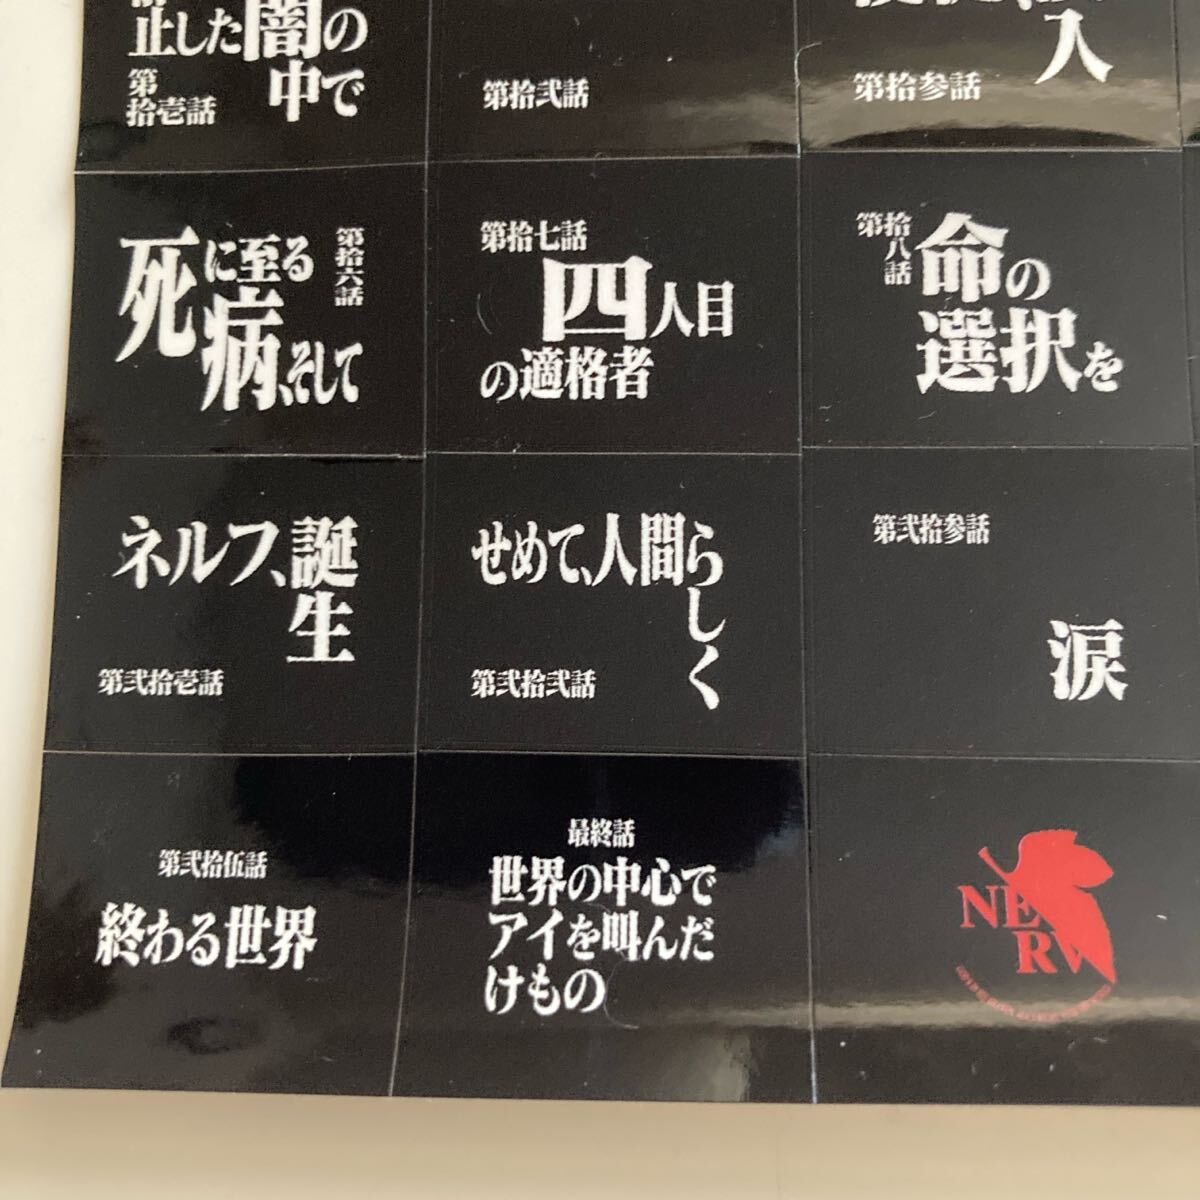 止した闇の
中で
第
拾壱話
第拾弐話
入
第拾参話
死に至る
病、そして
第拾六話
第拾七話
四人目
の適格者
第拾
八話
命の
選択を
ネルフ、誕
生
第弐拾壱話
せめて、人間らしく
第弐拾弐話
第弐拾参話
涙
第弐拾伍話
終わる世界
最終話
世界の中心で
アイを叫んだ
けもの
NERV